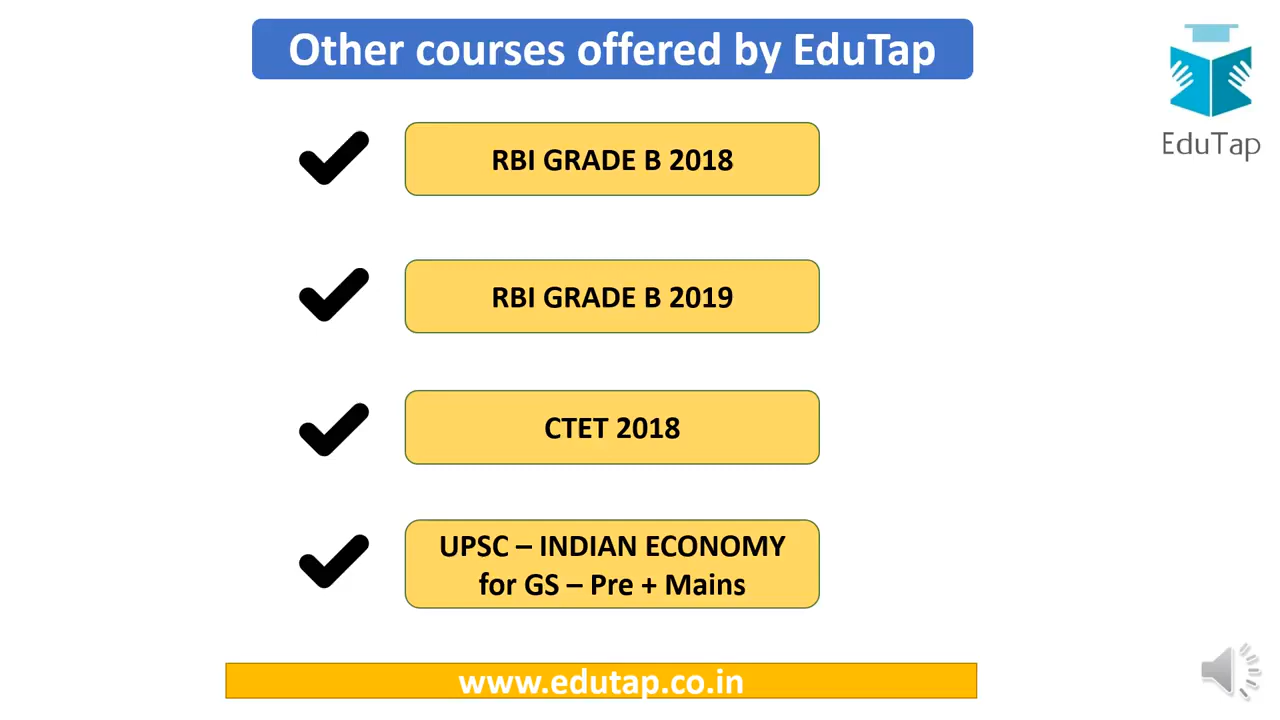 Other courses offered by EduTap
EduTap
RBI GRADE B 2018
RBI GRADE B 2019
CTET 2018
UPSC – INDIAN ECONOMY
for GS – Pre + Mains
www.edutap.co.in